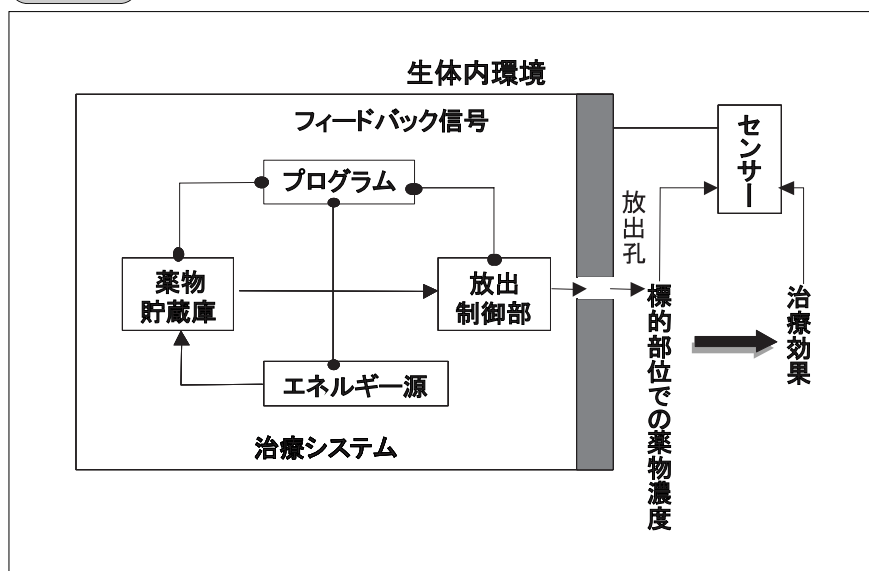 生体内環境
フィードバック信号
プログラム
薬物
貯蔵庫
放出
制御部
エネルギー源
治療システム
放出孔
センサー
標的部位での薬物濃度
治療効果